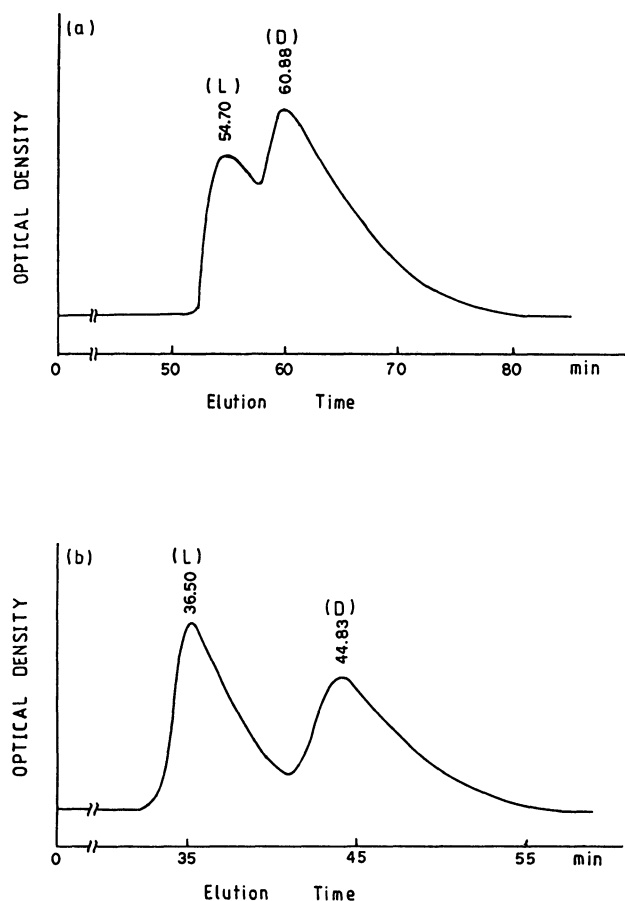 (a)
(L)
54.70
(D)
60.88
OPTICAL DENSITY
0 50 60 70 80 min
Elution Time
(b)
(L)
36.50
(D)
44.83
OPTICAL DENSITY
0 35 45 55 min
Elution Time